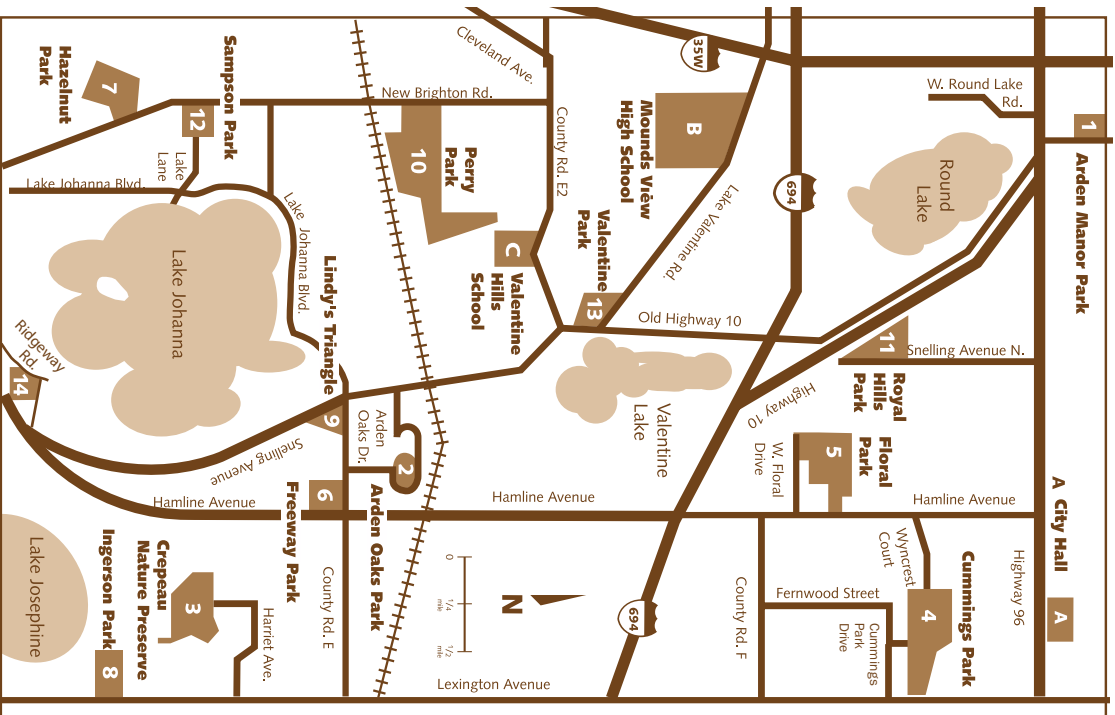 Cleveland Ave.
35W
W. Round Lake
Rd.
1
Arden Manor Park
Sampson Park
Hazelnut
Park
7
12
New Brighton Rd.
County Rd. E2
Mounds View
High School
B
Lake
Lane
Lake Johanna Blvd.
10
Perry
Park
694
Round
Lake
Lake Johanna Blvd.
Lake Valentine Rd.
Valentine
Park
C
Valentine
Hills
School
13
Lake Johanna
Lindy's Triangle
Old Highway 10
11
Snelling Avenue N.
Royal
Hills
Park
Ridgeway
Rd.
14
9
Arden
Oaks Dr.
2
Valentine
Lake
Highway 10
Floral
Park
5
W. Floral
Drive
Snelling Avenue
Hamline Avenue
6
Freeway Park
Arden Oaks Park
Hamline Avenue
Hamline Avenue
A City Hall
Highway 96
A
Lake Josephine
Ingerson Park
8
Crepeau
Nature Preserve
3
Harriet Ave.
County Rd. E
0
1/4
mile
1/2
mile
N
694
County Rd. F
Wyncrest
Court
Fernwood Street
Cummings
Park
Drive
4
Cummings Park
Lexington Avenue